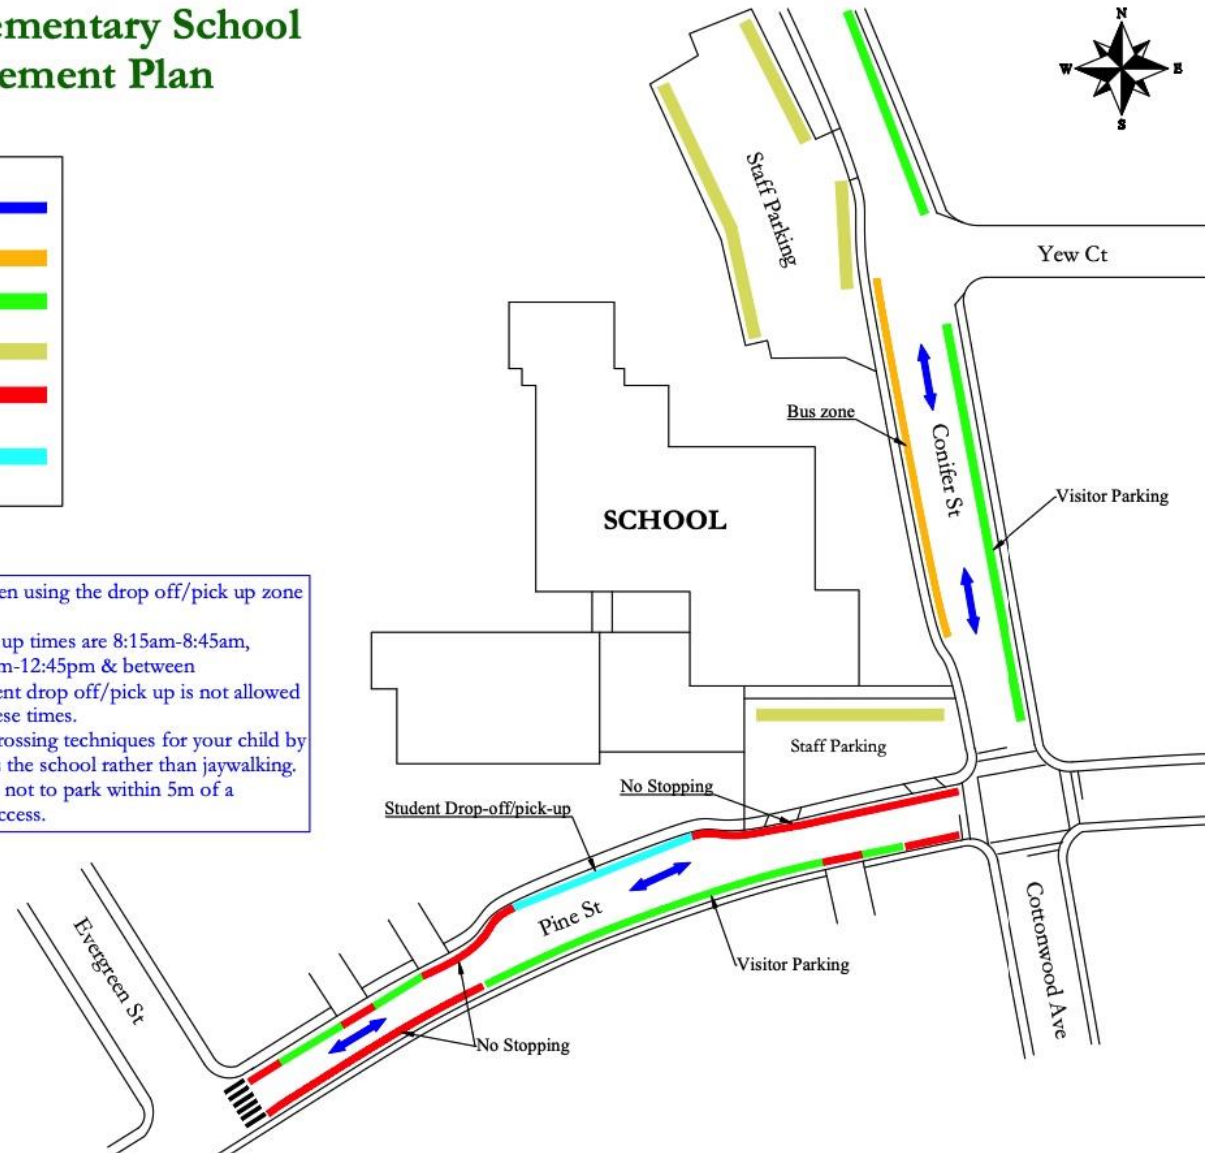 ementary School
ement Plan
N
W
E
S
Staff Parking
Yew Ct
Bus zone
Conifer St
Visitor Parking
SCHOOL
en using the drop off/pick up zone
up times are 8:15am-8:45am,
m-12:45pm & between
ent drop off/pick up is not allowed
ese times.
rossing techniques for your child by
s the school rather than jaywalking.
not to park within 5m of a
ccess.
Staff Parking
No Stopping
Student Drop-off/pick-up
Pine St
Evergreen St
Cottonwood Ave
Visitor Parking
No Stopping